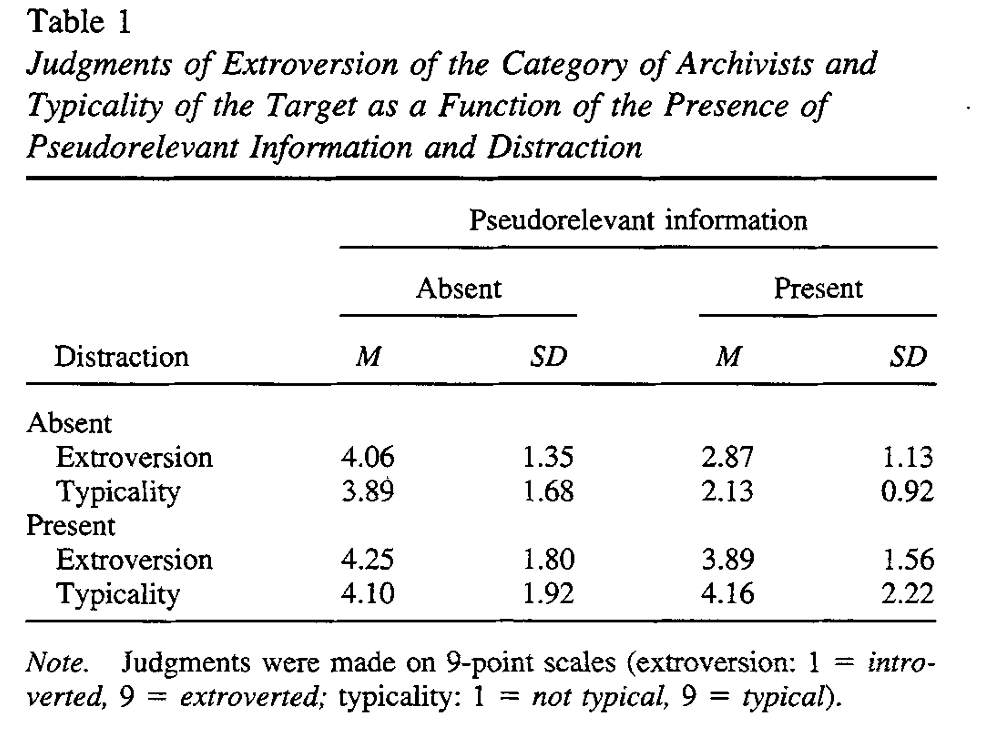 Table 1
Judgments of Extroversion of the Category of Archivists and
Typicality of the Target as a Function of the Presence of
Pseudorelevant Information and Distraction
Pseudorelevant information
Absent Present
Distraction M SD M SD
Absent
Extroversion 4.06 1.35 2.87 1.13
Typicality 3.89 1.68 2.13 0.92
Present
Extroversion 4.25 1.80 3.89 1.56
Typicality 4.10 1.92 4.16 2.22
Note. Judgments were made on 9-point scales (extroversion: 1 = intro-
verted, 9 = extroverted; typicality: 1 = not typical, 9 = typical).